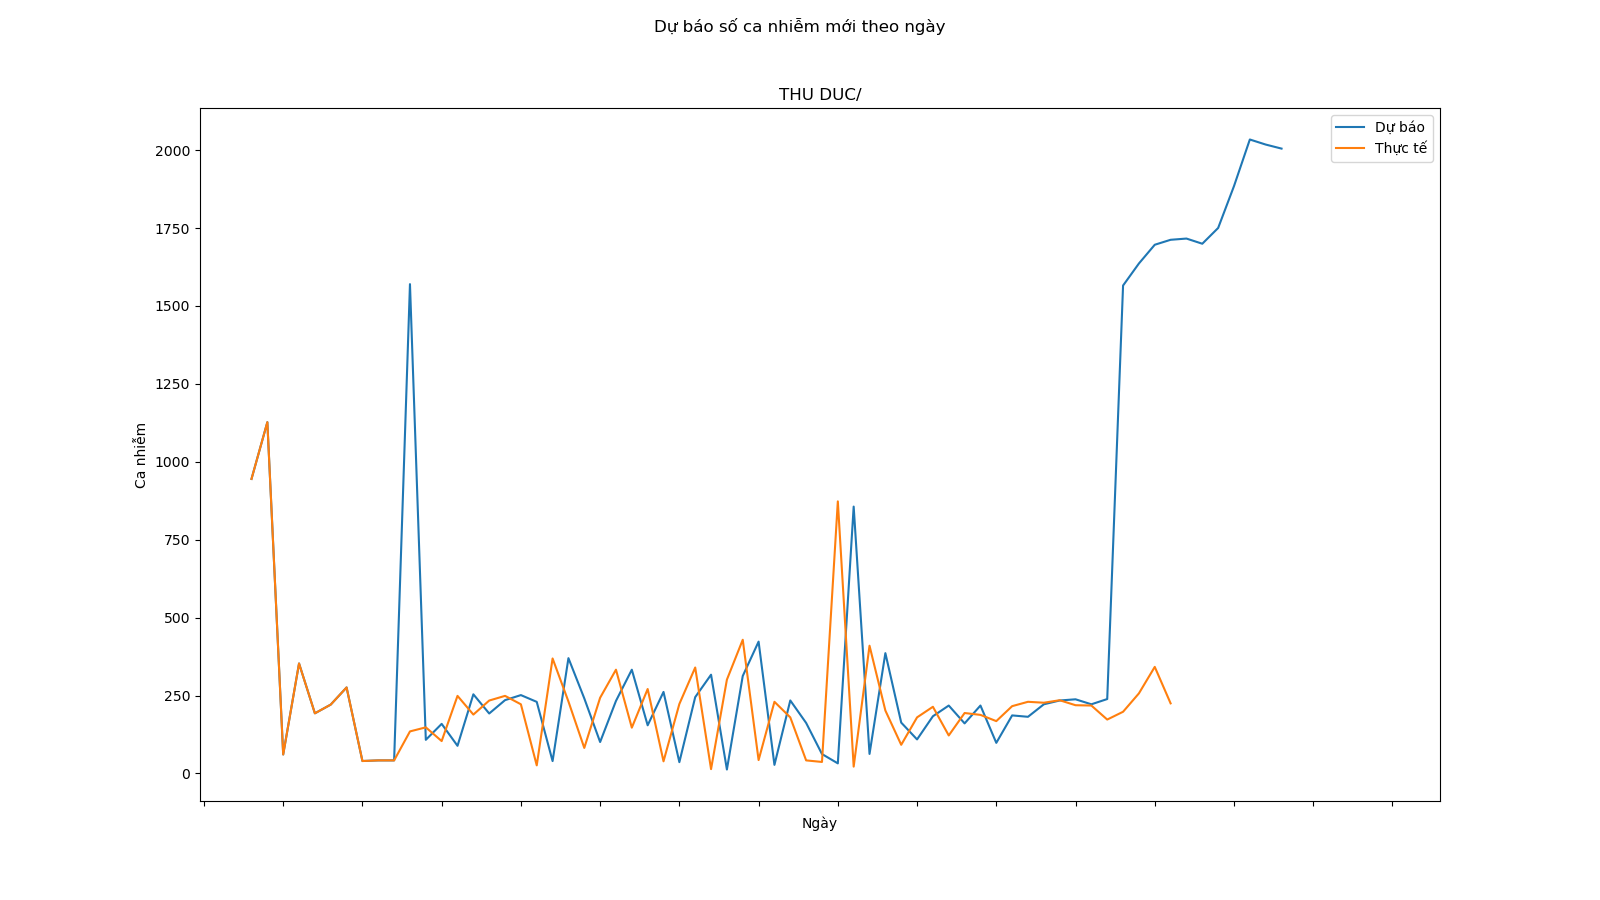 Dự báo số ca nhiễm mới theo ngày
THU DUC/
Dự báo
Thực tế
2000
1750
1500
1250
1000
750
500
250
0
Ca nhiễm
Ngày